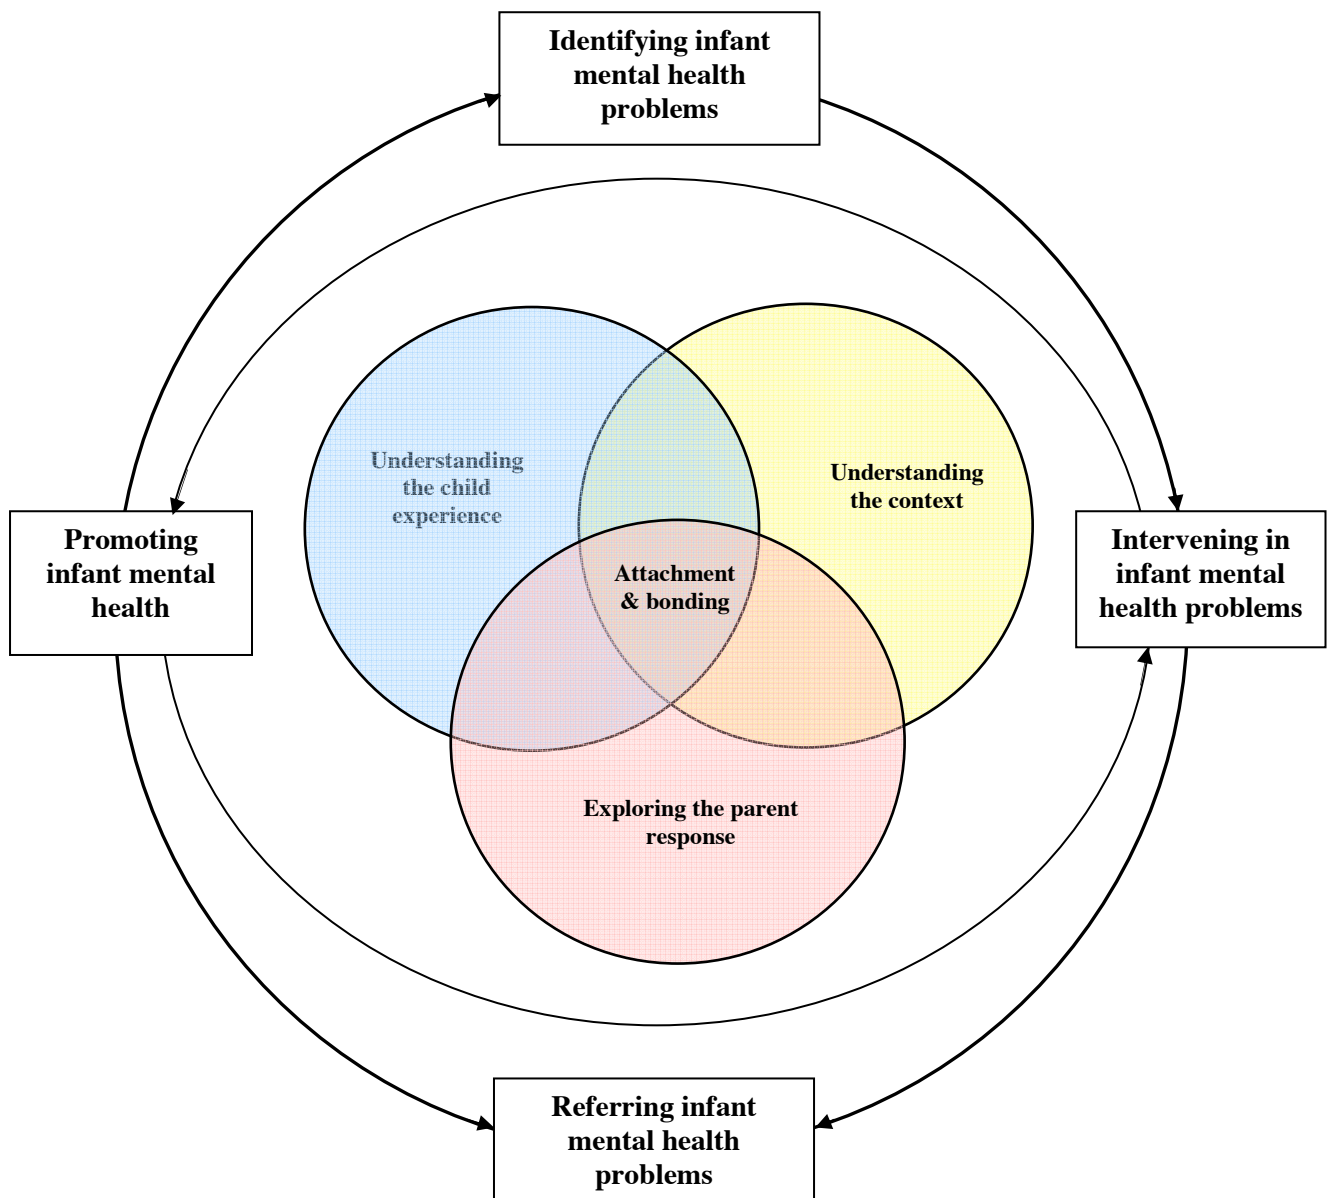 Identifying infant
mental health
problems
Understanding
the child
experience
Understanding
the context
Promoting
infant mental
health
Attachment
& bonding
Intervening in
infant mental
health problems
Exploring the parent
response
Referring infant
mental health
problems